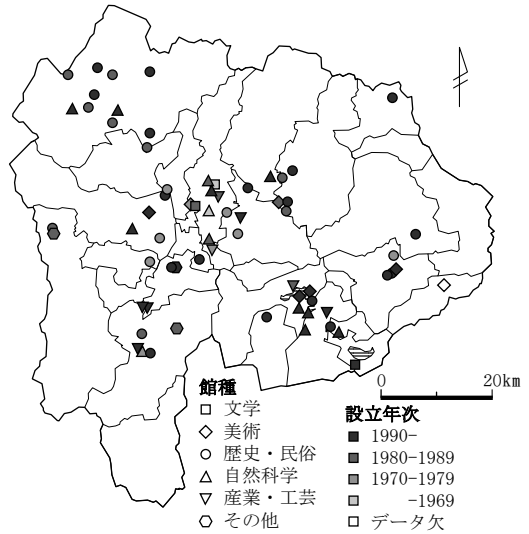 0 20km
館種
文学
美術
歴史・民俗
自然科学
産業・工芸
その他
設立年次
1990-
1980-1989
1970-1979
-1969
データ欠